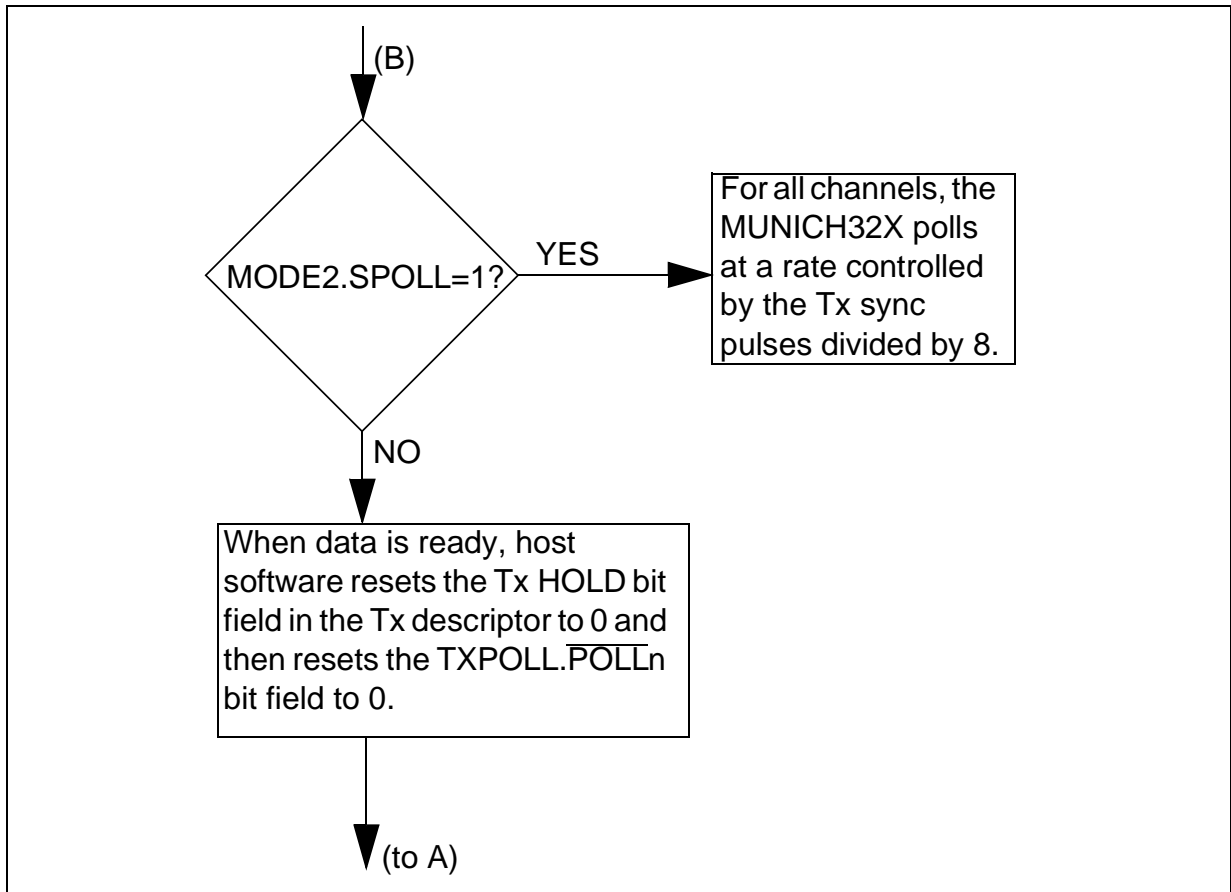 (B)
MODE2.SPOLL=1?
YES
For all channels, the
MUNICH32X polls
at a rate controlled
by the Tx sync
pulses divided by 8.
NO
When data is ready, host
software resets the Tx HOLD bit
field in the Tx descriptor to 0 and
then resets the TXPOLL.P̅O̅L̅L̅n
bit field to 0.
(to A)